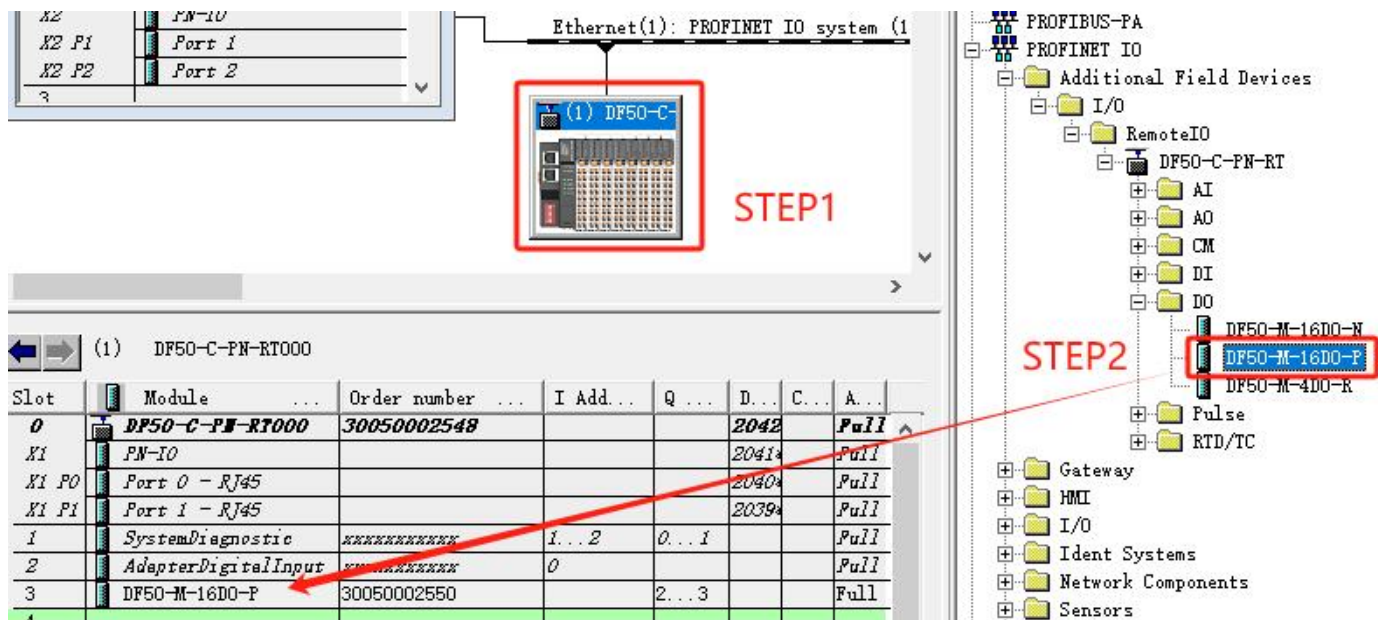 X2 PN-IO
X2 P1 Port 1
X2 P2 Port 2
3
Ethernet(1): PROFINET IO system (1
(1) DF50-C-
STEP1
PROFIBUS-PA
PROFINET IO
Additional Field Devices
I/O
RemoteIO
DF50-C-PN-RT
AI
AO
CM
DI
DO
DF50-M-16DO-N
DF50-M-16DO-P
DF50-M-4DO-R
Pulse
RTD/TC
Gateway
HMI
I/O
Ident Systems
Network Components
Sensors
STEP2
(1) DF50-C-PN-RT000
Slot Module ... Order number ... I Add... Q ... D... C... A...
0 DF50-C-PN-RT000 30050002548 2042 Full
X1 PN-IO 2041* Full
X1 P0 Port 0 - RJ45 2040* Full
X1 P1 Port 1 - RJ45 2039* Full
1 SystemDiagnostic xxxxxxxxxxx 1...2 0...1 Full
2 AdapterDigitalInput xxxxxxxxxxx 0 Full
3 DF50-M-16DO-P 30050002550 2...3 Full